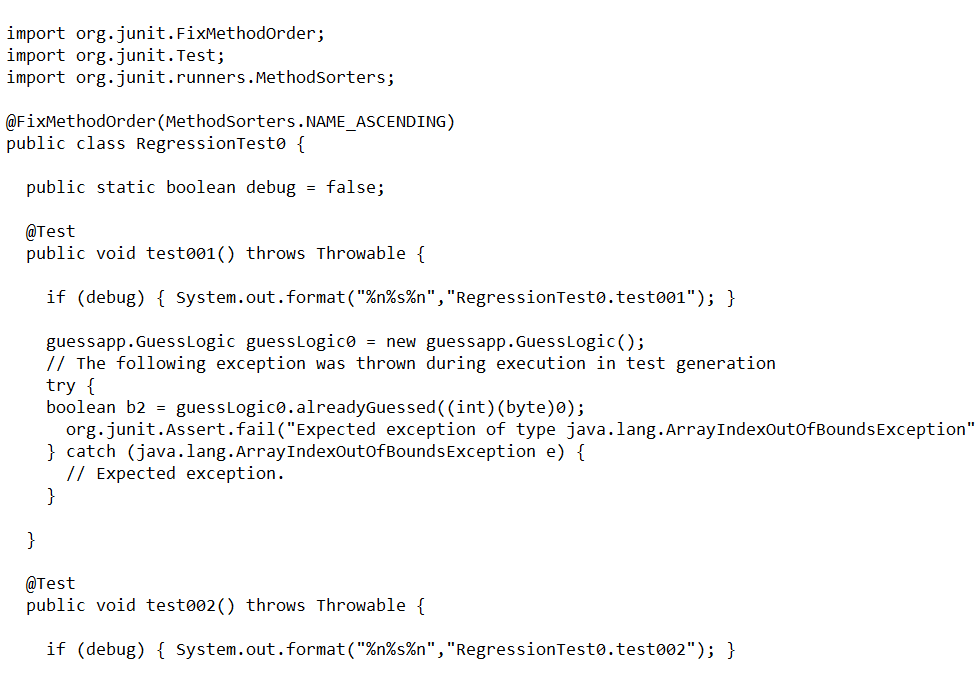 import org.junit.FixMethodOrder;
import org.junit.Test;
import org.junit.runners.MethodSorters;
@FixMethodOrder(MethodSorters.NAME_ASCENDING)
public class RegressionTest0 {
public static boolean debug = false;
@Test
public void test001() throws Throwable {
if (debug) { System.out.format("%n%s%n","RegressionTest0.test001"); }
guessapp.GuessLogic guessLogic0 = new guessapp.GuessLogic();
// The following exception was thrown during execution in test generation
try {
boolean b2 = guessLogic0.alreadyGuessed((int)(byte)0);
org.junit.Assert.fail("Expected exception of type java.lang.ArrayIndexOutOfBoundsException"
} catch (java.lang.ArrayIndexOutOfBoundsException e) {
// Expected exception.
}
}
@Test
public void test002() throws Throwable {
if (debug) { System.out.format("%n%s%n","RegressionTest0.test002"); }